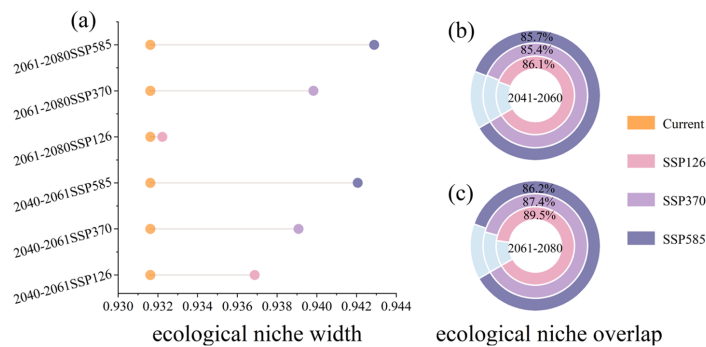 (a)
2061-2080SSP585
2061-2080SSP370
2061-2080SSP126
2040-2061SSP585
2040-2061SSP370
2040-2061SSP126
0.930 0.932 0.934 0.936 0.938 0.940 0.942 0.944
ecological niche width
(b)
85.7%
85.4%
86.1%
2041-2060
(c)
86.2%
87.4%
89.5%
2061-2080
ecological niche overlap
Current
SSP126
SSP370
SSP585